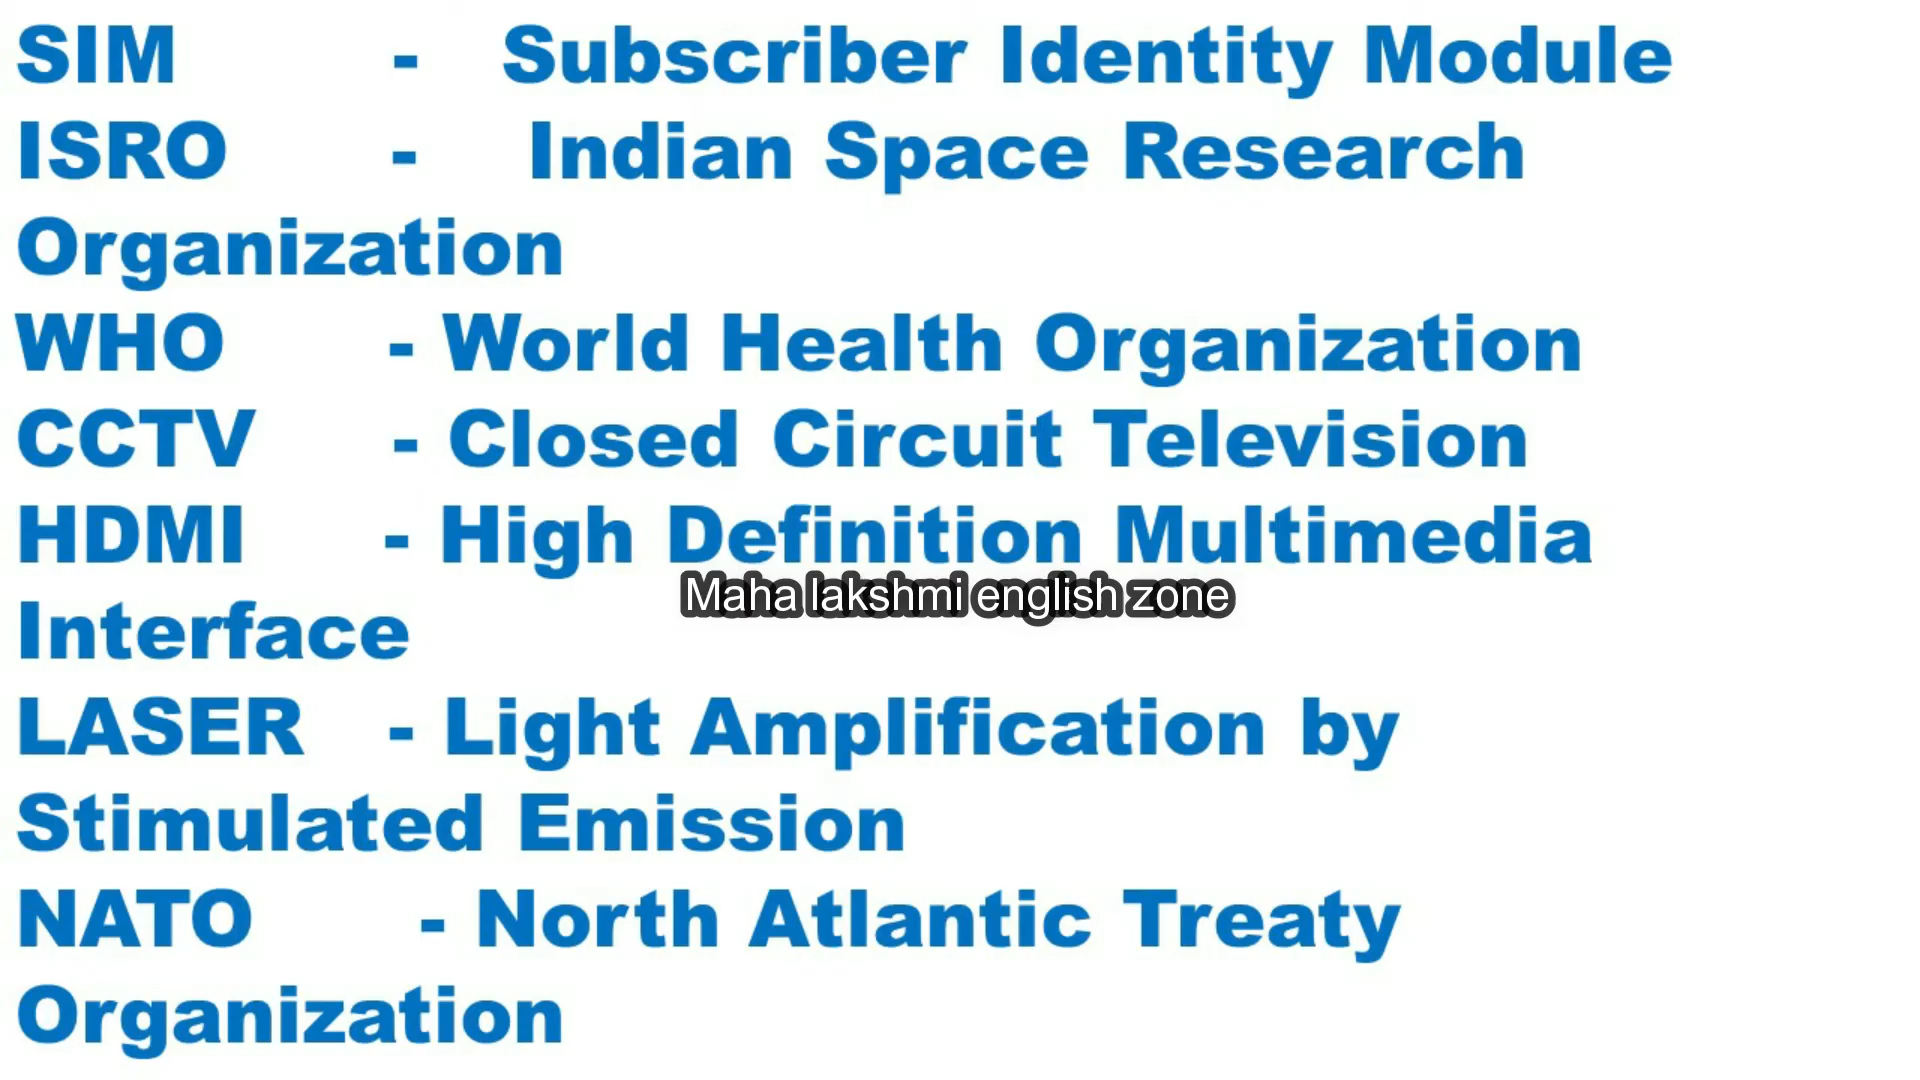 SIM - Subscriber Identity Module
ISRO - Indian Space Research
Organization
WHO - World Health Organization
CCTV - Closed Circuit Television
HDMI - High Definition Multimedia
Maha lakshmi english zone
Interface
LASER - Light Amplification by
Stimulated Emission
NATO - North Atlantic Treaty
Organization